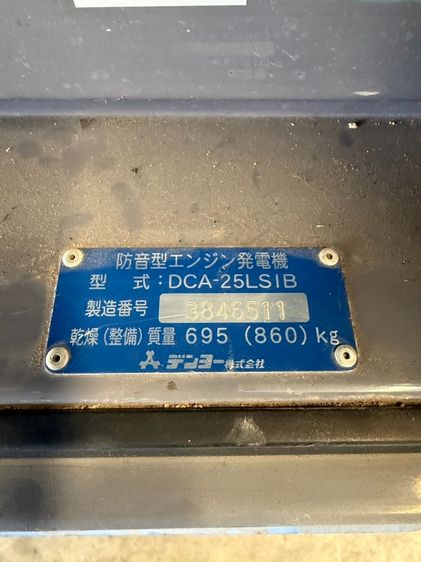 防音型エンジン発電機
型 式:DCA-25LSIB
製造番号 3846511
乾燥(整備)質量 695 (860) kg
デンヨー株式会社